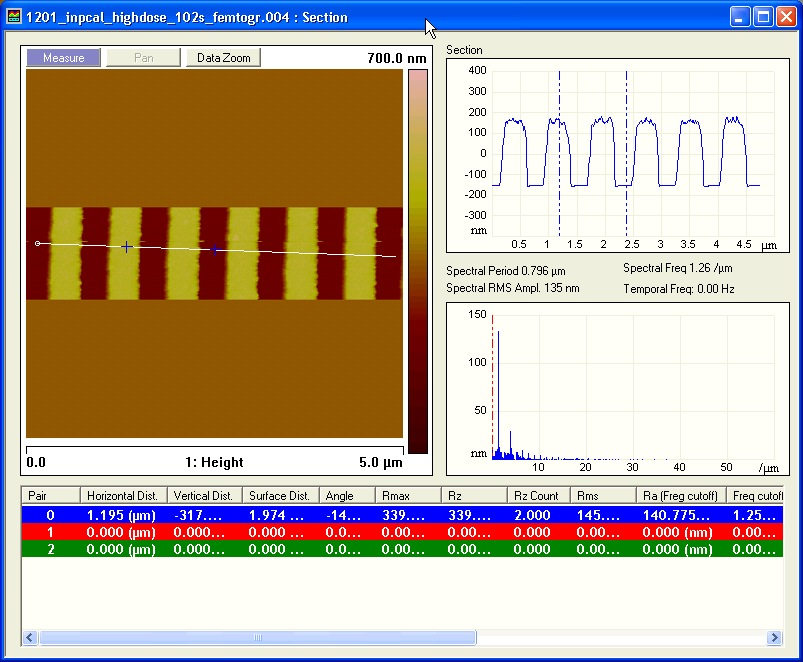 1201_inpcal_highdose_102s_femtogr.004 : Section
Measure Pan Data Zoom 700.0 nm
0.0 1: Height 5.0 µm
Section
400
300
200
100
0
-100
-200
-300
nm
0.5 1 1.5 2 2.5 3 3.5 4 4.5 µm
Spectral Period 0.796 µm Spectral Freq 1.26 /µm
Spectral RMS Ampl. 135 nm Temporal Freq: 0.00 Hz
150
100
50
nm
10 20 30 40 50 /µm
Pair Horizontal Dist. Vertical Dist. Surface Dist. Angle Rmax Rz Rz Count Rms Ra (Freg cutoff) Freq cutoff
0 1.195 (µm) -317.... 1.974 ... -14... 339.... 339.... 2.000 145.... 140.775... 1.25...
1 0.000 (µm) 0.000... 0.000 ... 0.00... 0.000... 0.000... 0.000 0.00... 0.000 (nm) 0.00...
2 0.000 (µm) 0.000... 0.000 ... 0.00... 0.000... 0.000... 0.000 0.00... 0.000 (nm) 0.00...